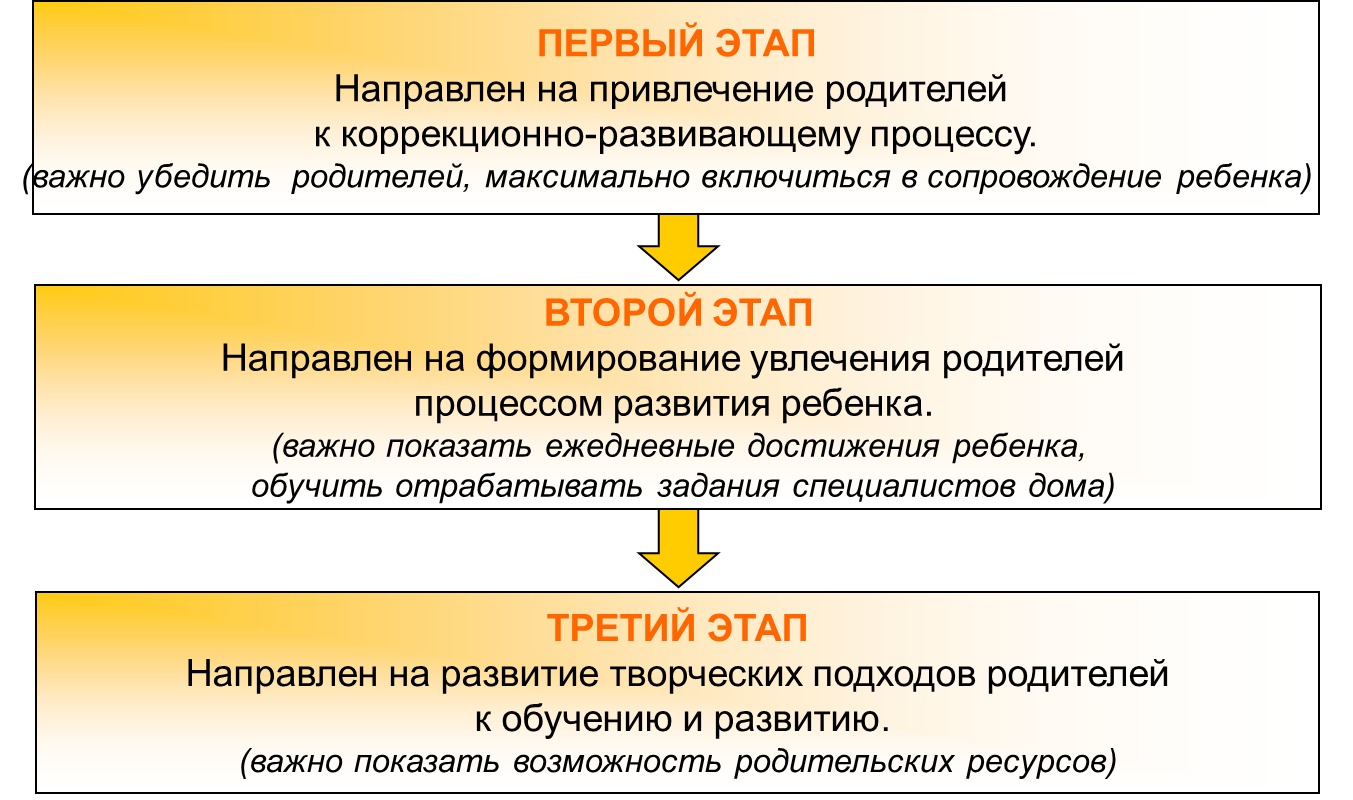 ПЕРВЫЙ ЭТАП
Направлен на привлечение родителей
к коррекционно-развивающему процессу.
(важно убедить родителей, максимально включиться в сопровождение ребенка)
ВТОРОЙ ЭТАП
Направлен на формирование увлечения родителей
процессом развития ребенка.
(важно показать ежедневные достижения ребенка,
обучить отрабатывать задания специалистов дома)
ТРЕТИЙ ЭТАП
Направлен на развитие творческих подходов родителей
к обучению и развитию.
(важно показать возможность родительских ресурсов)